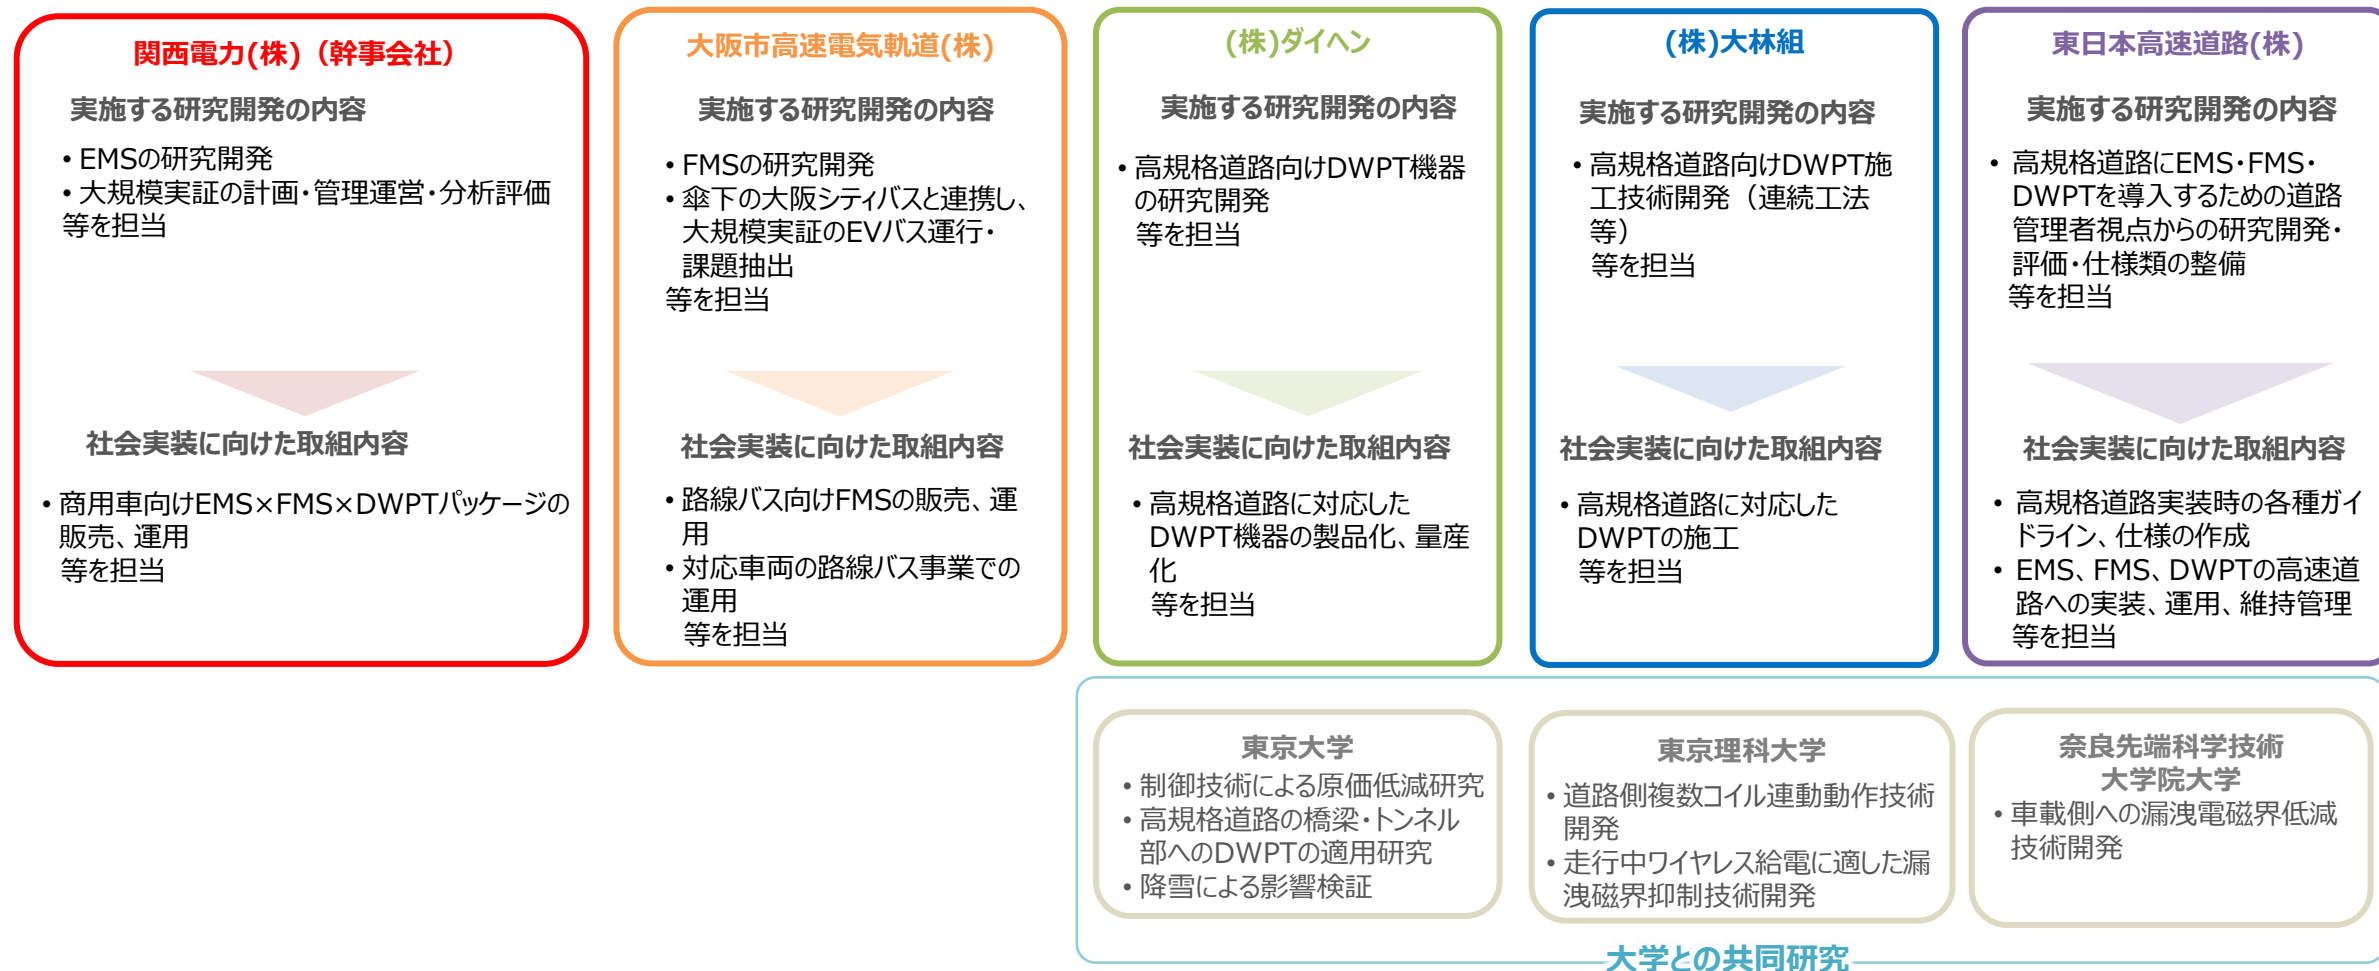 関西電力(株)（幹事会社）
実施する研究開発の内容
• EMSの研究開発
• 大規模実証の計画・管理運営・分析評価
等を担当
社会実装に向けた取組内容
• 商用車向けEMS×FMS×DWPTパッケージの
販売、運用
等を担当
大阪市高速電気軌道(株)
実施する研究開発の内容
• FMSの研究開発
• 傘下の大阪シティバスと連携し、
大規模実証のEVバス運行・
課題抽出
等を担当
社会実装に向けた取組内容
• 路線バス向けFMSの販売、運
用
• 対応車両の路線バス事業での
運用
等を担当
(株)ダイヘン
実施する研究開発の内容
• 高規格道路向けDWPT機器
の研究開発
等を担当
社会実装に向けた取組内容
• 高規格道路に対応した
DWPT機器の製品化、量産
化
等を担当
(株)大林組
実施する研究開発の内容
• 高規格道路向けDWPT施
工技術開発（連続工法
等）
等を担当
社会実装に向けた取組内容
• 高規格道路に対応した
DWPTの施工
等を担当
東日本高速道路(株)
実施する研究開発の内容
• 高規格道路にEMS・FMS・
DWPTを導入するための道路
管理者視点からの研究開発・
評価・仕様類の整備
等を担当
社会実装に向けた取組内容
• 高規格道路実装時の各種ガイ
ドライン、仕様の作成
• EMS、FMS、DWPTの高速道
路への実装、運用、維持管理
等を担当
東京大学
• 制御技術による原価低減研究
• 高規格道路の橋梁・トンネル
部へのDWPTの適用研究
• 降雪による影響検証
東京理科大学
• 道路側複数コイル連動動作技術
開発
• 走行中ワイヤレス給電に適した漏
洩磁界抑制技術開発
奈良先端科学技術
大学院大学
• 車載側への漏洩電磁界低減
技術開発
大学との共同研究